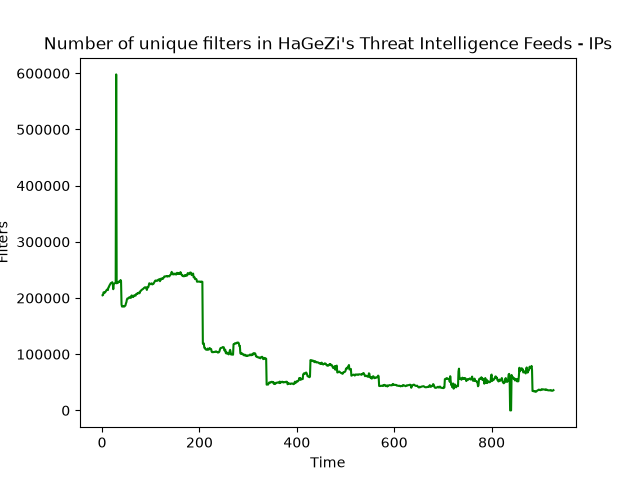 Number of unique filters in HaGeZi's Threat Intelligence Feeds - IPs
600000
500000
400000
300000
200000
100000
0
Filters
0 200 400 600 800
Time